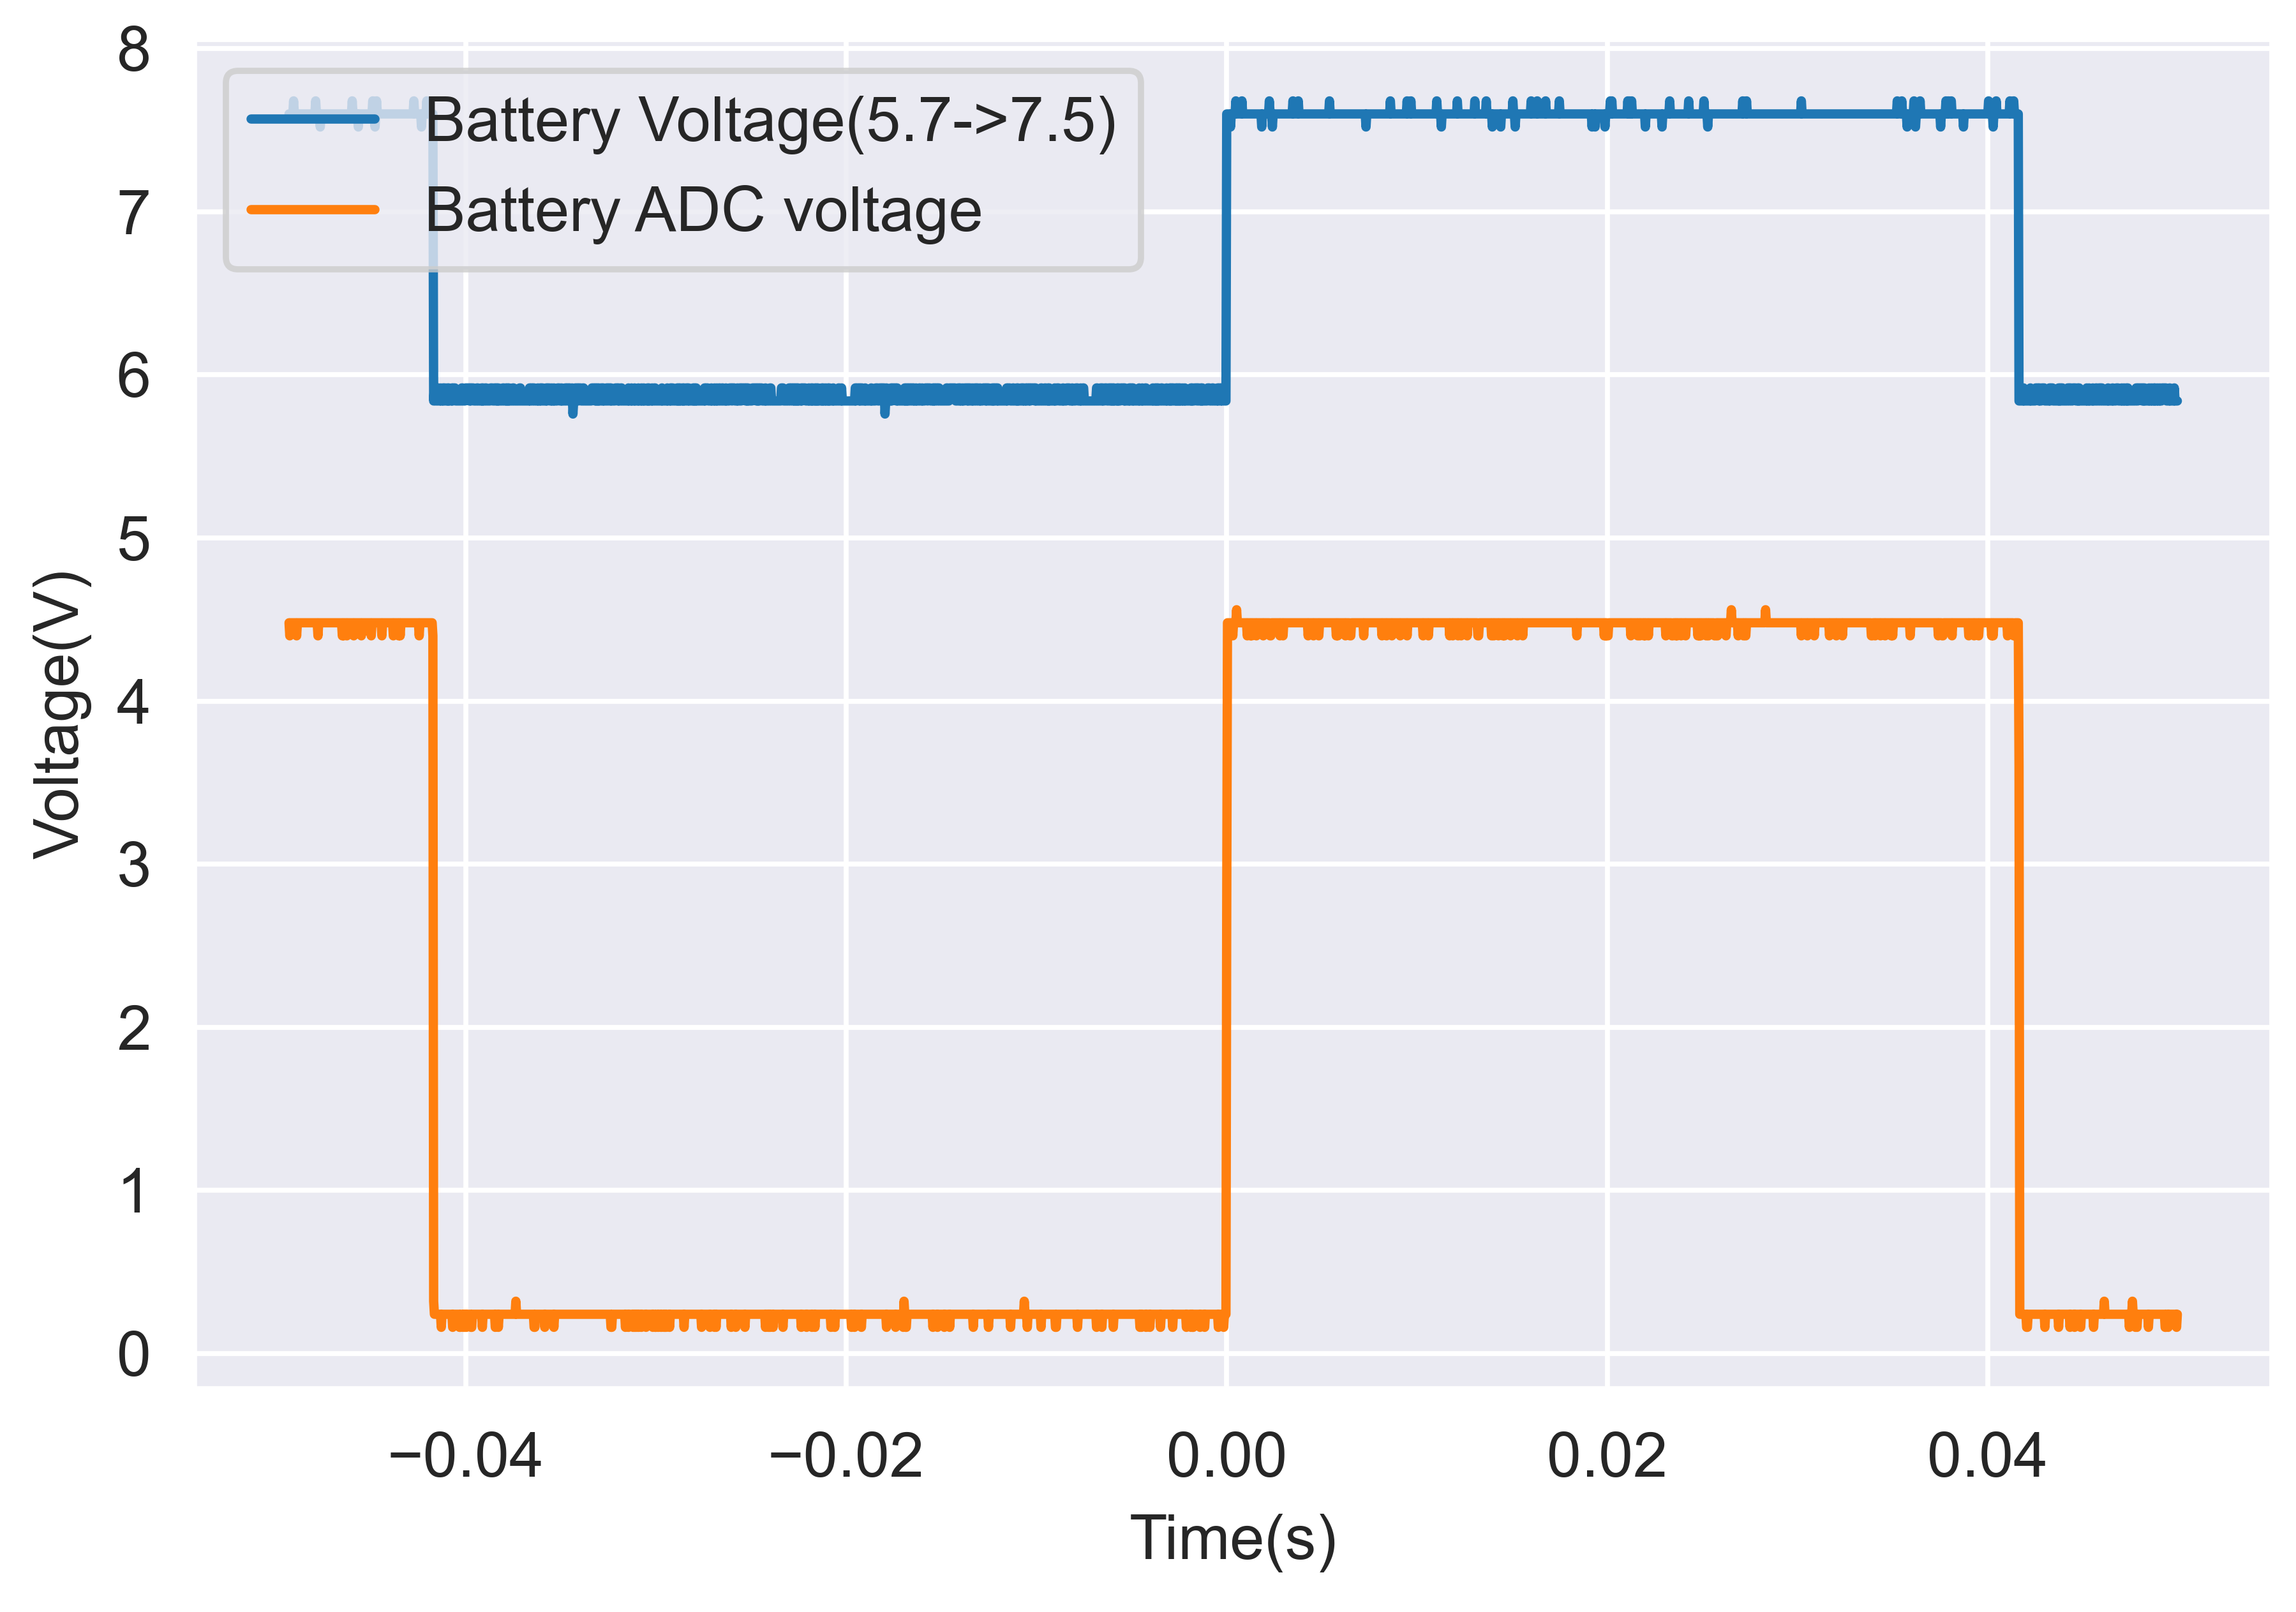 Battery Voltage(5.7->7.5)
Battery ADC voltage
8
7
6
5
4
3
2
1
0
Voltage(V)
−0.04 −0.02 0.00 0.02 0.04
Time(s)